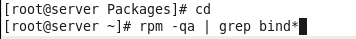 [root@server Packages]# cd
[root@server ~]# rpm -qa | grep bind*